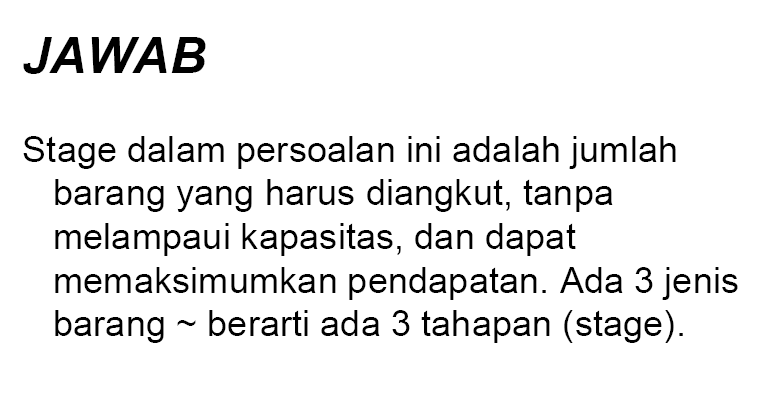 JAWAB
Stage dalam persoalan ini adalah jumlah
barang yang harus diangkut, tanpa
melampaui kapasitas, dan dapat
memaksimumkan pendapatan. Ada 3 jenis
barang ~ berarti ada 3 tahapan (stage).